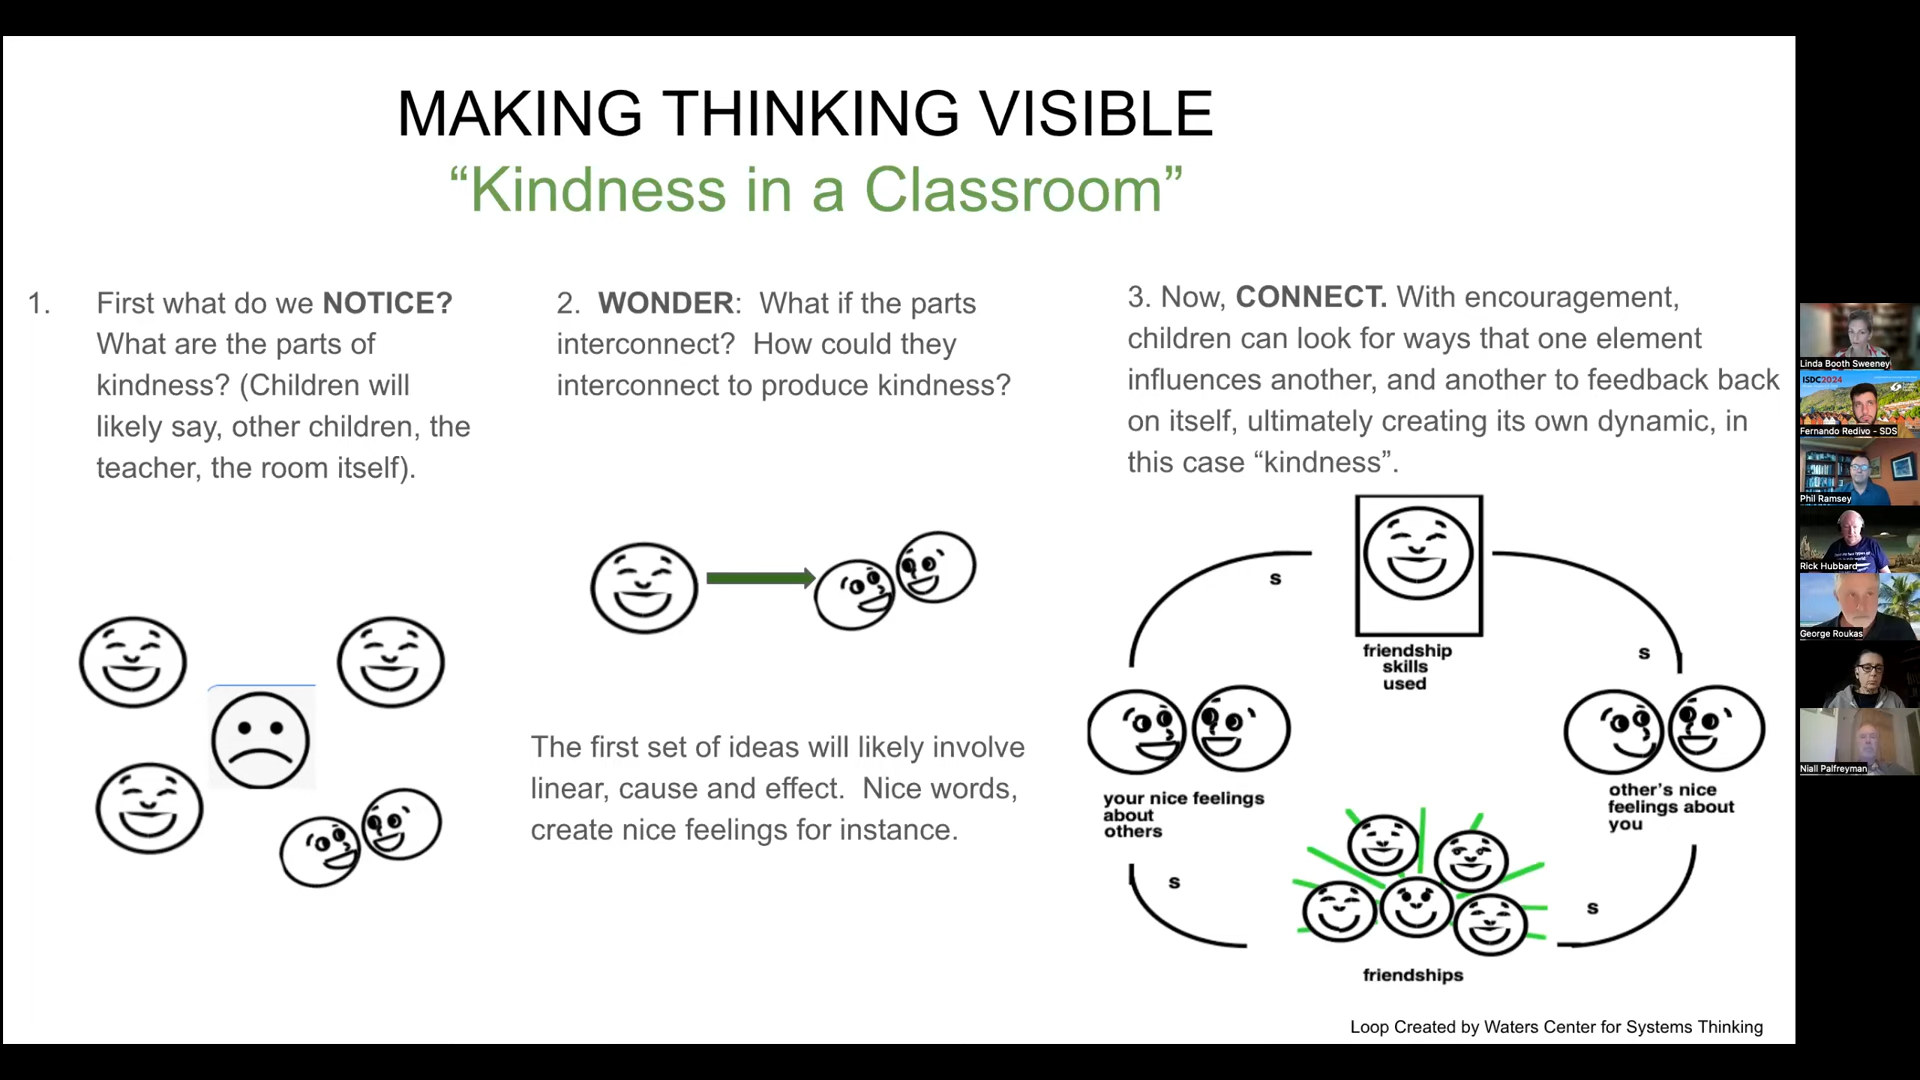 MAKING THINKING VISIBLE
“Kindness in a Classroom”
1. First what do we NOTICE?
What are the parts of
kindness? (Children will
likely say, other children, the
teacher, the room itself).
2. WONDER: What if the parts
interconnect? How could they
interconnect to produce kindness?
The first set of ideas will likely involve
linear, cause and effect. Nice words,
create nice feelings for instance.
3. Now, CONNECT. With encouragement,
children can look for ways that one element
influences another, and another to feedback back
on itself, ultimately creating its own dynamic, in
this case “kindness”.
s
friendship
skills
used
s
your nice feelings
about
others
other's nice
feelings about
you
s
s
friendships
Loop Created by Waters Center for Systems Thinking
Linda Booth Sweeney
ISDC2024
Fernando Redivo - SDS
Phil Ramsey
Rick Hubbard
George Roukas
Niall Palfreyman